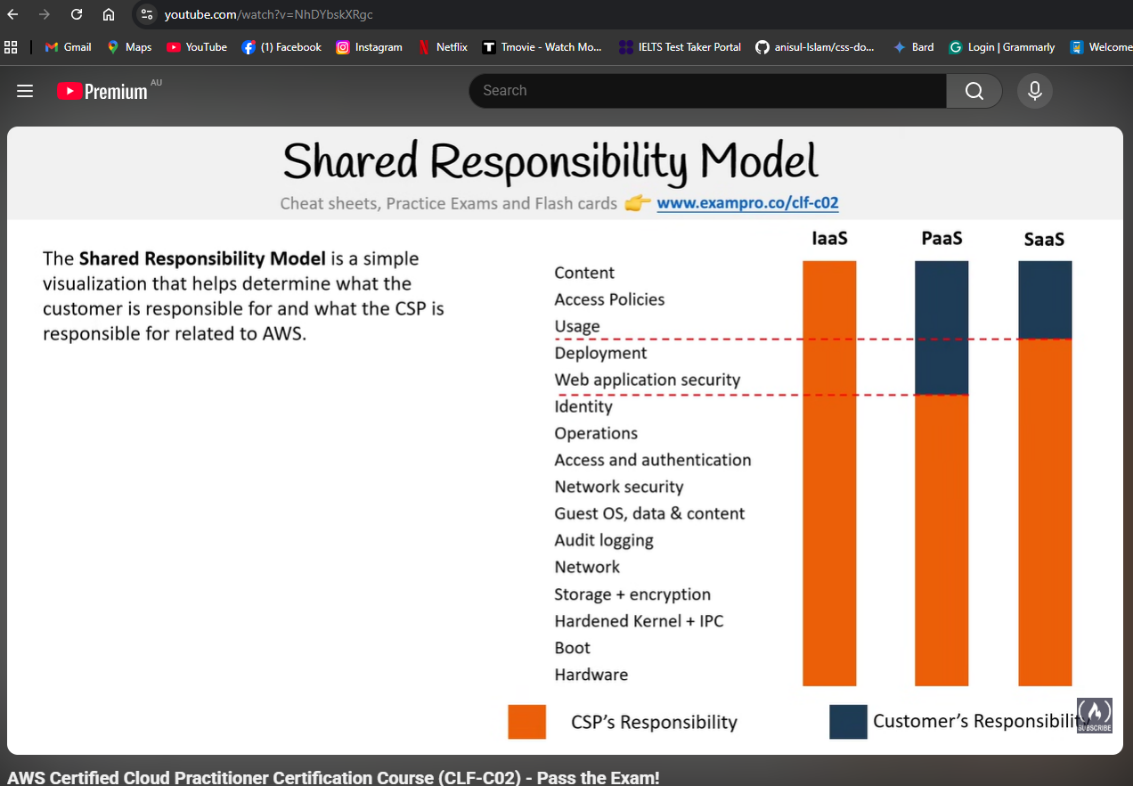 youtube.com/watch?v=NhDYbskXRgc
Gmail Maps YouTube (1) Facebook Instagram Netflix Tmovie - Watch Mo... IELTS Test Taker Portal anisul-Islam/css-do... Bard Login | Grammarly Welcome
Premium AU
Search
Shared Responsibility Model
Cheat sheets, Practice Exams and Flash cards 👉 www.exampro.co/clf-c02
The Shared Responsibility Model is a simple
visualization that helps determine what the
customer is responsible for and what the CSP is
responsible for related to AWS.
IaaS PaaS SaaS
Content
Access Policies
Usage
Deployment
Web application security
Identity
Operations
Access and authentication
Network security
Guest OS, data & content
Audit logging
Network
Storage + encryption
Hardened Kernel + IPC
Boot
Hardware
CSP's Responsibility
Customer's Responsibility
SUBSCRIBE
AWS Certified Cloud Practitioner Certification Course (CLF-C02) - Pass the Exam!